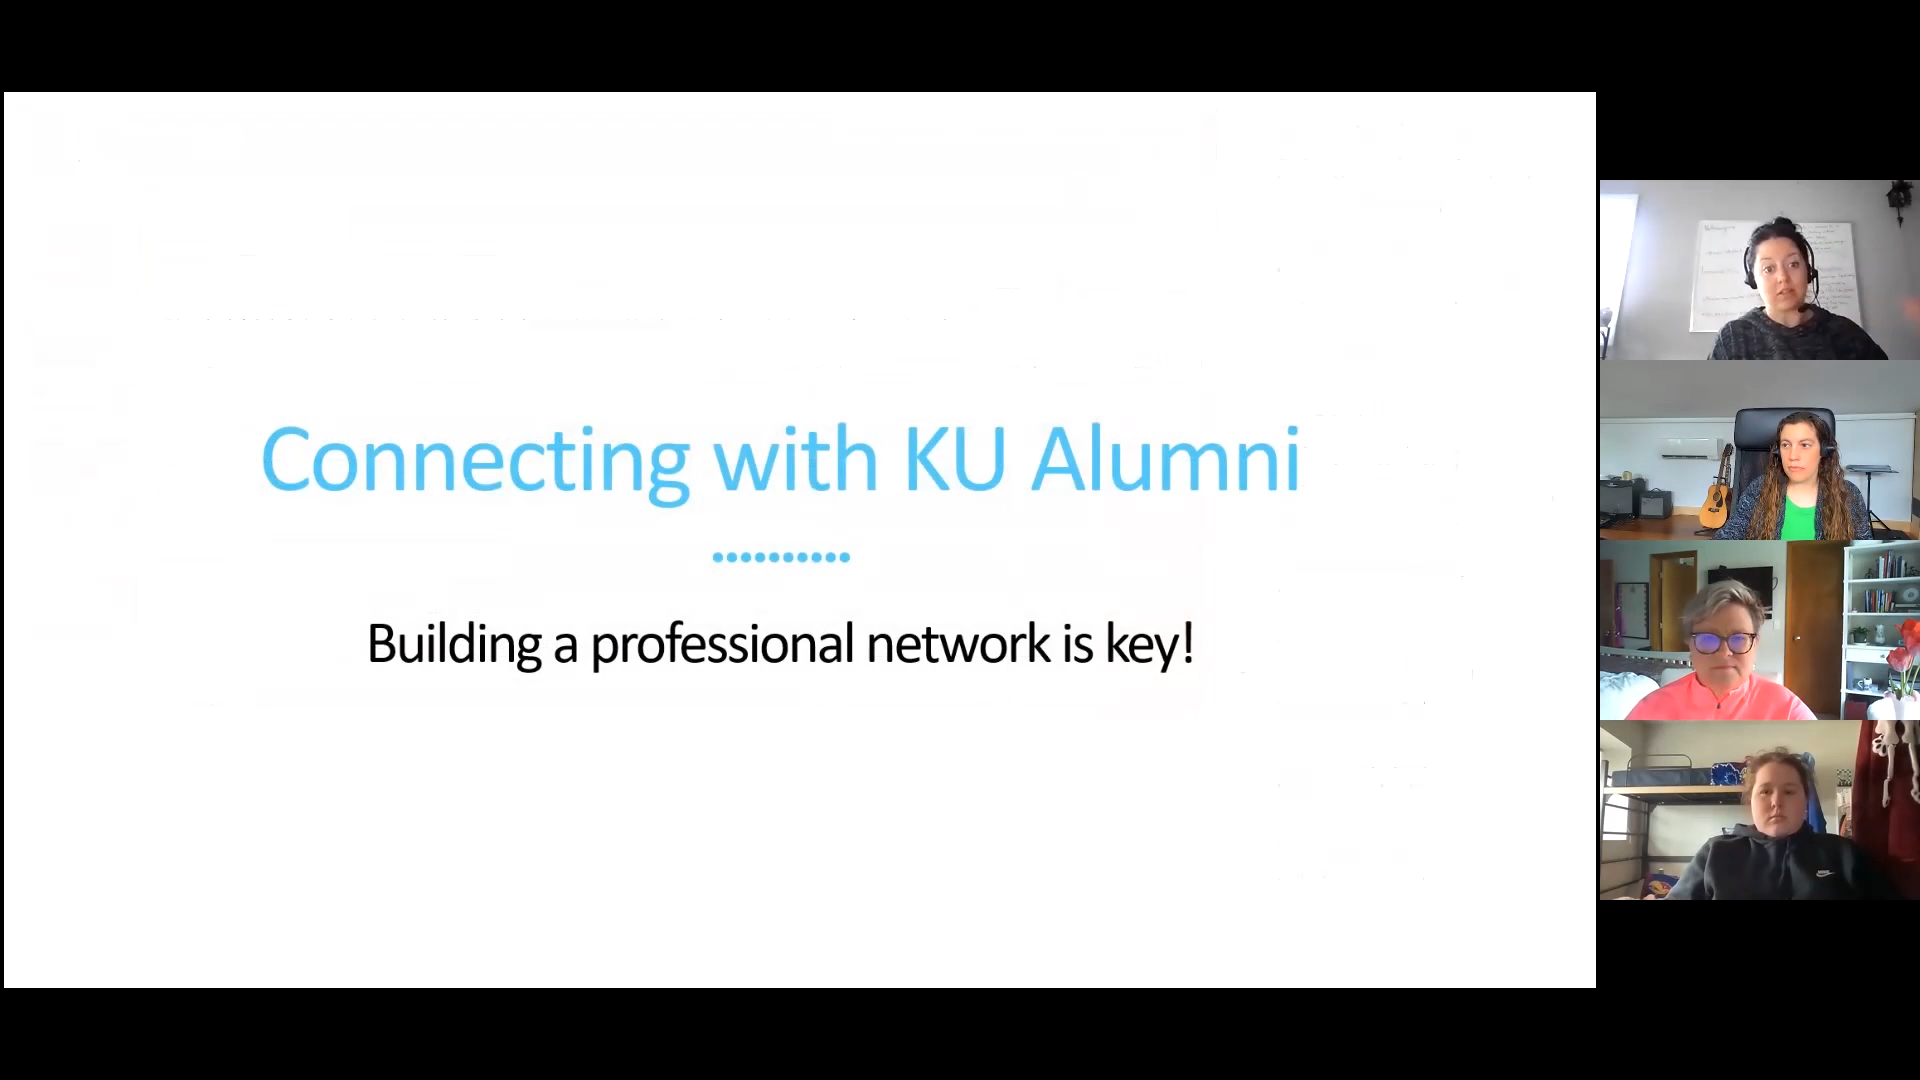 Connecting with KU Alumni
Building a professional network is key!